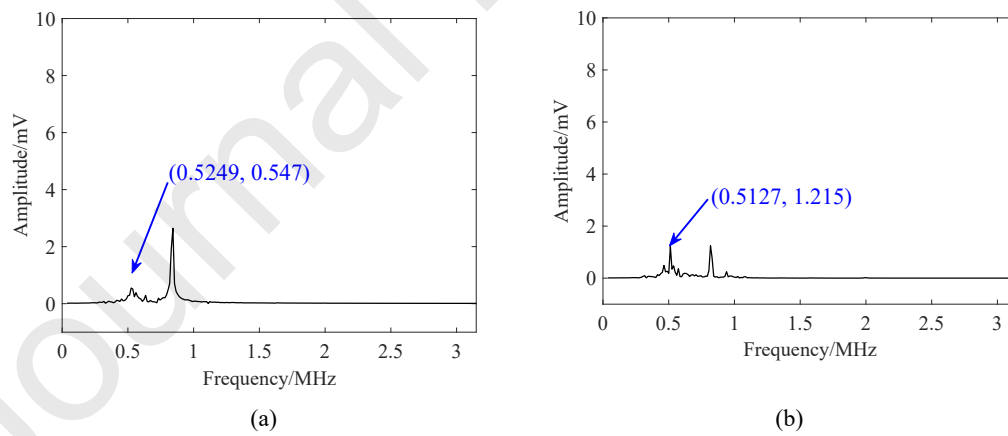 Journal
10
8
6
4
2
0
Amplitude/mV
(0.5249, 0.547)
0 0.5 1 1.5 2 2.5 3
Frequency/MHz
(a)
10
8
6
4
2
0
Amplitude/mV
(0.5127, 1.215)
0 0.5 1 1.5 2 2.5 3
Frequency/MHz
(b)